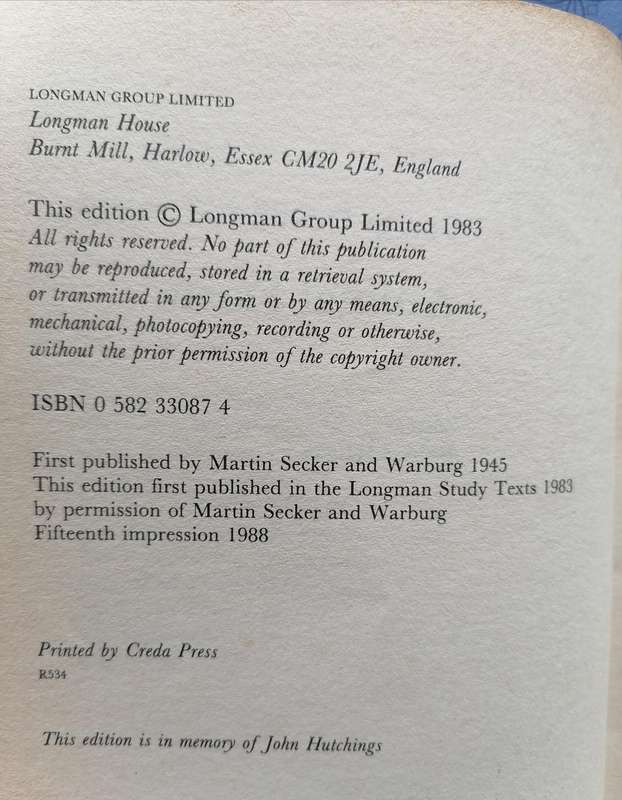 LONGMAN GROUP LIMITED
Longman House
Burnt Mill, Harlow, Essex CM20 2JE, England
This edition © Longman Group Limited 1983
All rights reserved. No part of this publication
may be reproduced, stored in a retrieval system,
or transmitted in any form or by any means, electronic,
mechanical, photocopying, recording or otherwise,
without the prior permission of the copyright owner.
ISBN 0 582 33087 4
First published by Martin Secker and Warburg 1945
This edition first published in the Longman Study Texts 1983
by permission of Martin Secker and Warburg
Fifteenth impression 1988
Printed by Creda Press
R534
This edition is in memory of John Hutchings